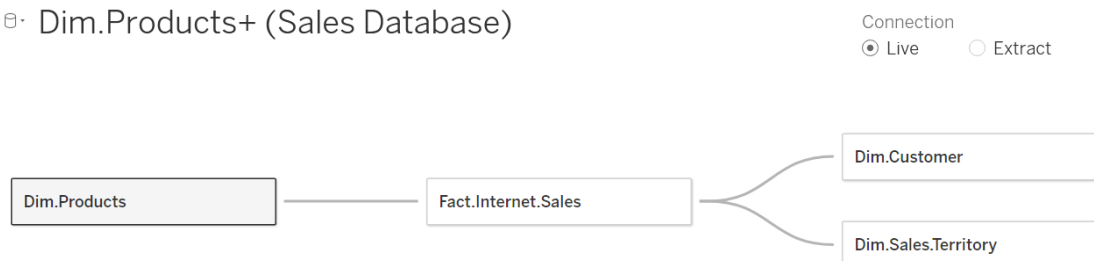 Dim.Products+ (Sales Database)
Connection
Live
Extract
Dim.Products
Fact.Internet.Sales
Dim.Customer
Dim.Sales.Territory